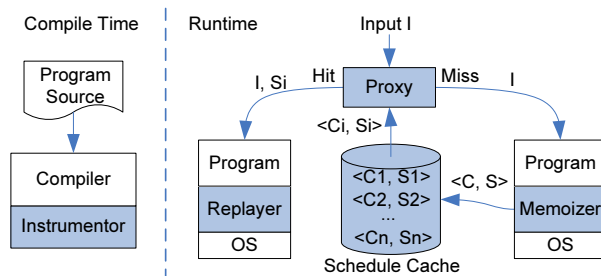 Compile Time
Runtime
Input I
Program
Source
I, Si
Hit
Proxy
Miss
I
<Ci, Si>
Compiler
Instrumentor
Program
Replayer
OS
<C1, S1>
<C2, S2>
...
<Cn, Sn>
Schedule Cache
<C, S>
Program
Memoizer
OS